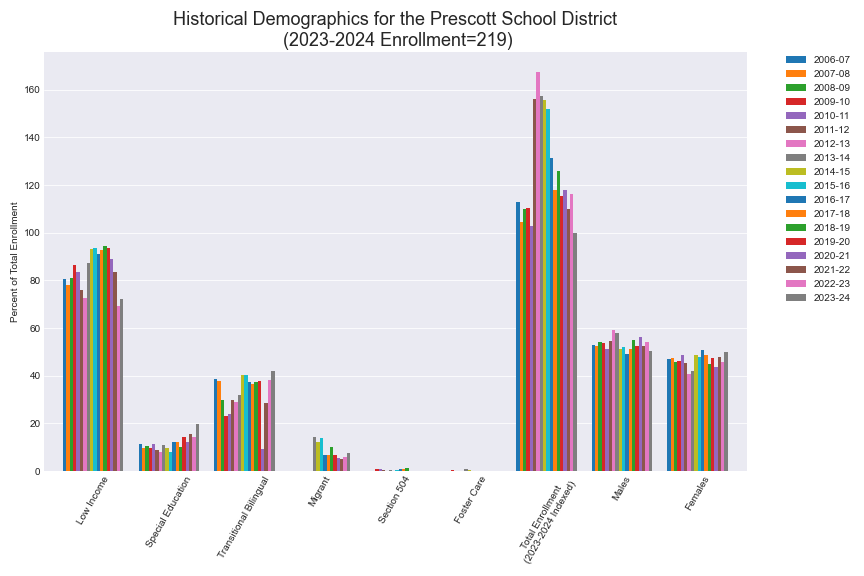 Historical Demographics for the Prescott School District
(2023-2024 Enrollment=219)
Percent of Total Enrollment
160
140
120
100
80
60
40
20
0
Low Income
Special Education
Transitional Bilingual
Migrant
Section 504
Foster Care
Total Enrollment
(2023-2024 Indexed)
Males
Females
2006-07
2007-08
2008-09
2009-10
2010-11
2011-12
2012-13
2013-14
2014-15
2015-16
2016-17
2017-18
2018-19
2019-20
2020-21
2021-22
2022-23
2023-24